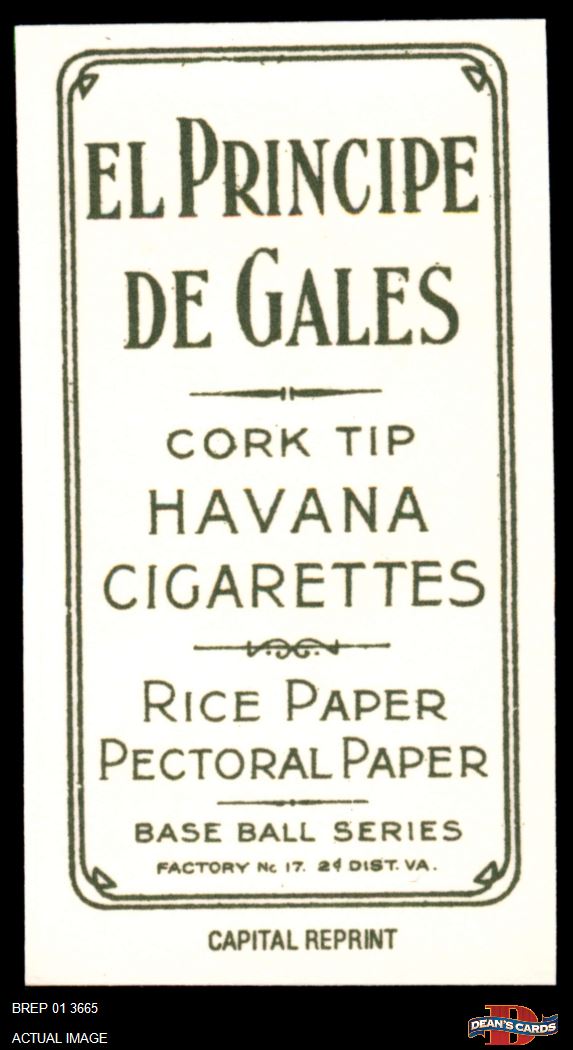 EL PRINCIPE
DE GALES
CORK TIP
HAVANA
CIGARETTES
RICE PAPER
PECTORAL PAPER
BASE BALL SERIES
FACTORY No 17. 2d DIST. VA.
CAPITAL REPRINT
BREP 01 3665
ACTUAL IMAGE
D
DEAN'S CARDS